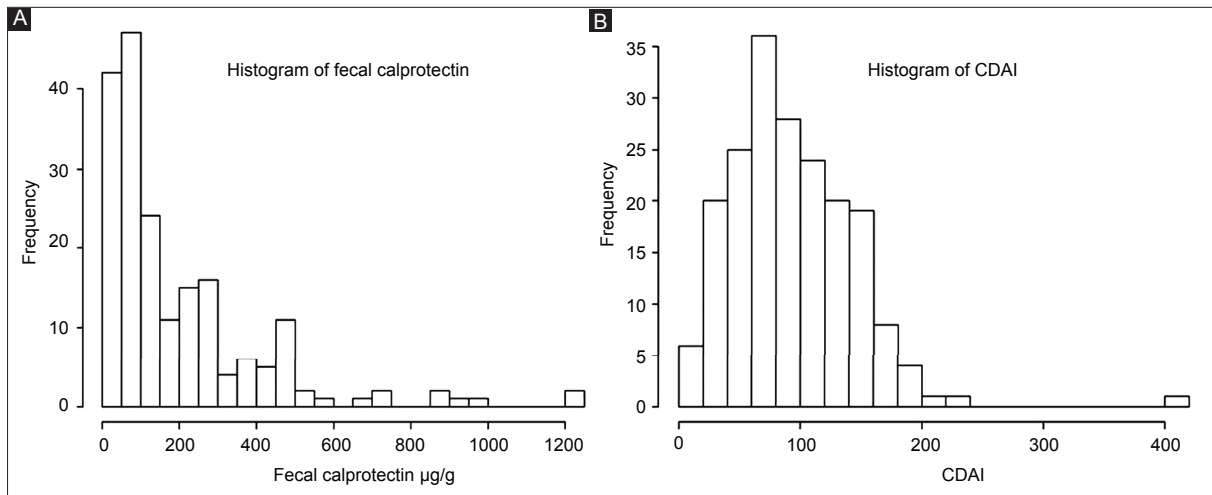 A
Histogram of fecal calprotectin
Frequency
40
30
20
10
0
0 200 400 600 800 1000 1200
Fecal calprotectin µg/g
B
Histogram of CDAI
Frequency
35
30
25
20
15
10
5
0
0 100 200 300 400
CDAI